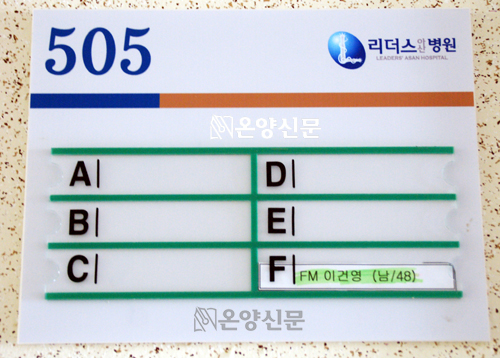 505
리더스아산병원
LEADERS' ASAN HOSPITAL
온양신문
A
D
B
E
C
F FM 이건영 (남/48)
온양신문